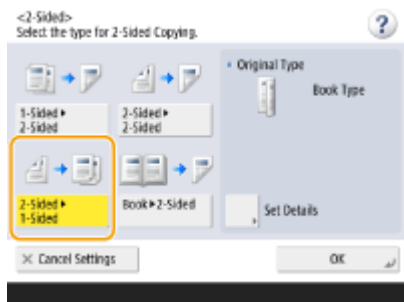 <2-Sided>
Select the type for 2-Sided Copying.
?
• Original Type
Book Type
1-Sided▸
2-Sided
2-Sided▸
2-Sided
2-Sided▸
1-Sided
Book▸2-Sided
Set Details
× Cancel Settings
OK